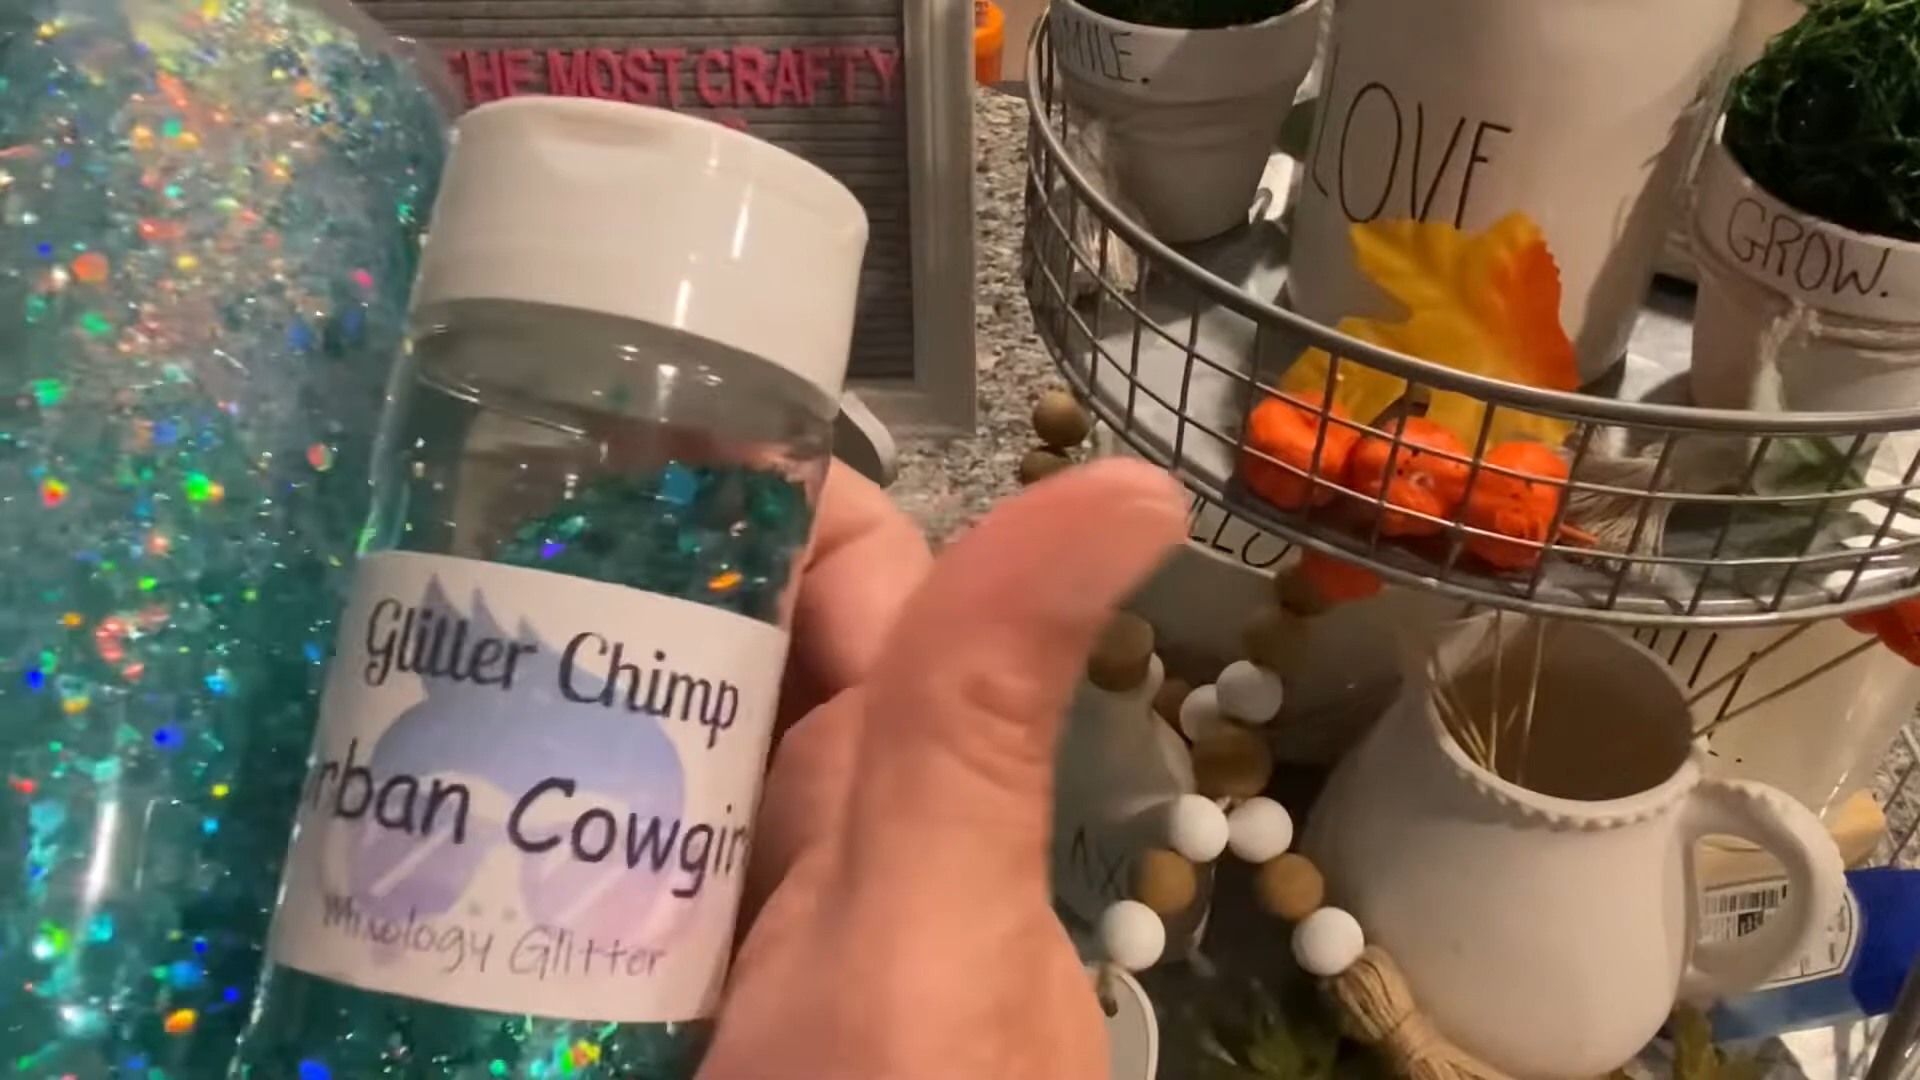 THE MOST CRAFTY
MILE.
LOVE
GROW.
Glitter Chimp
rban Cowgir
Mixology Glitter